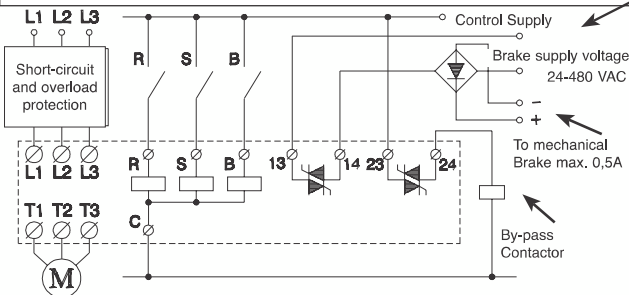 L1 L2 L3
Control Supply
Short-circuit
and overload
protection
R S B
Brake supply voltage
24-480 VAC
−
+
To mechanical
Brake max. 0,5A
L1 L2 L3
R S B 13 14 23 24
T1 T2 T3
C
By-pass
Contactor
M